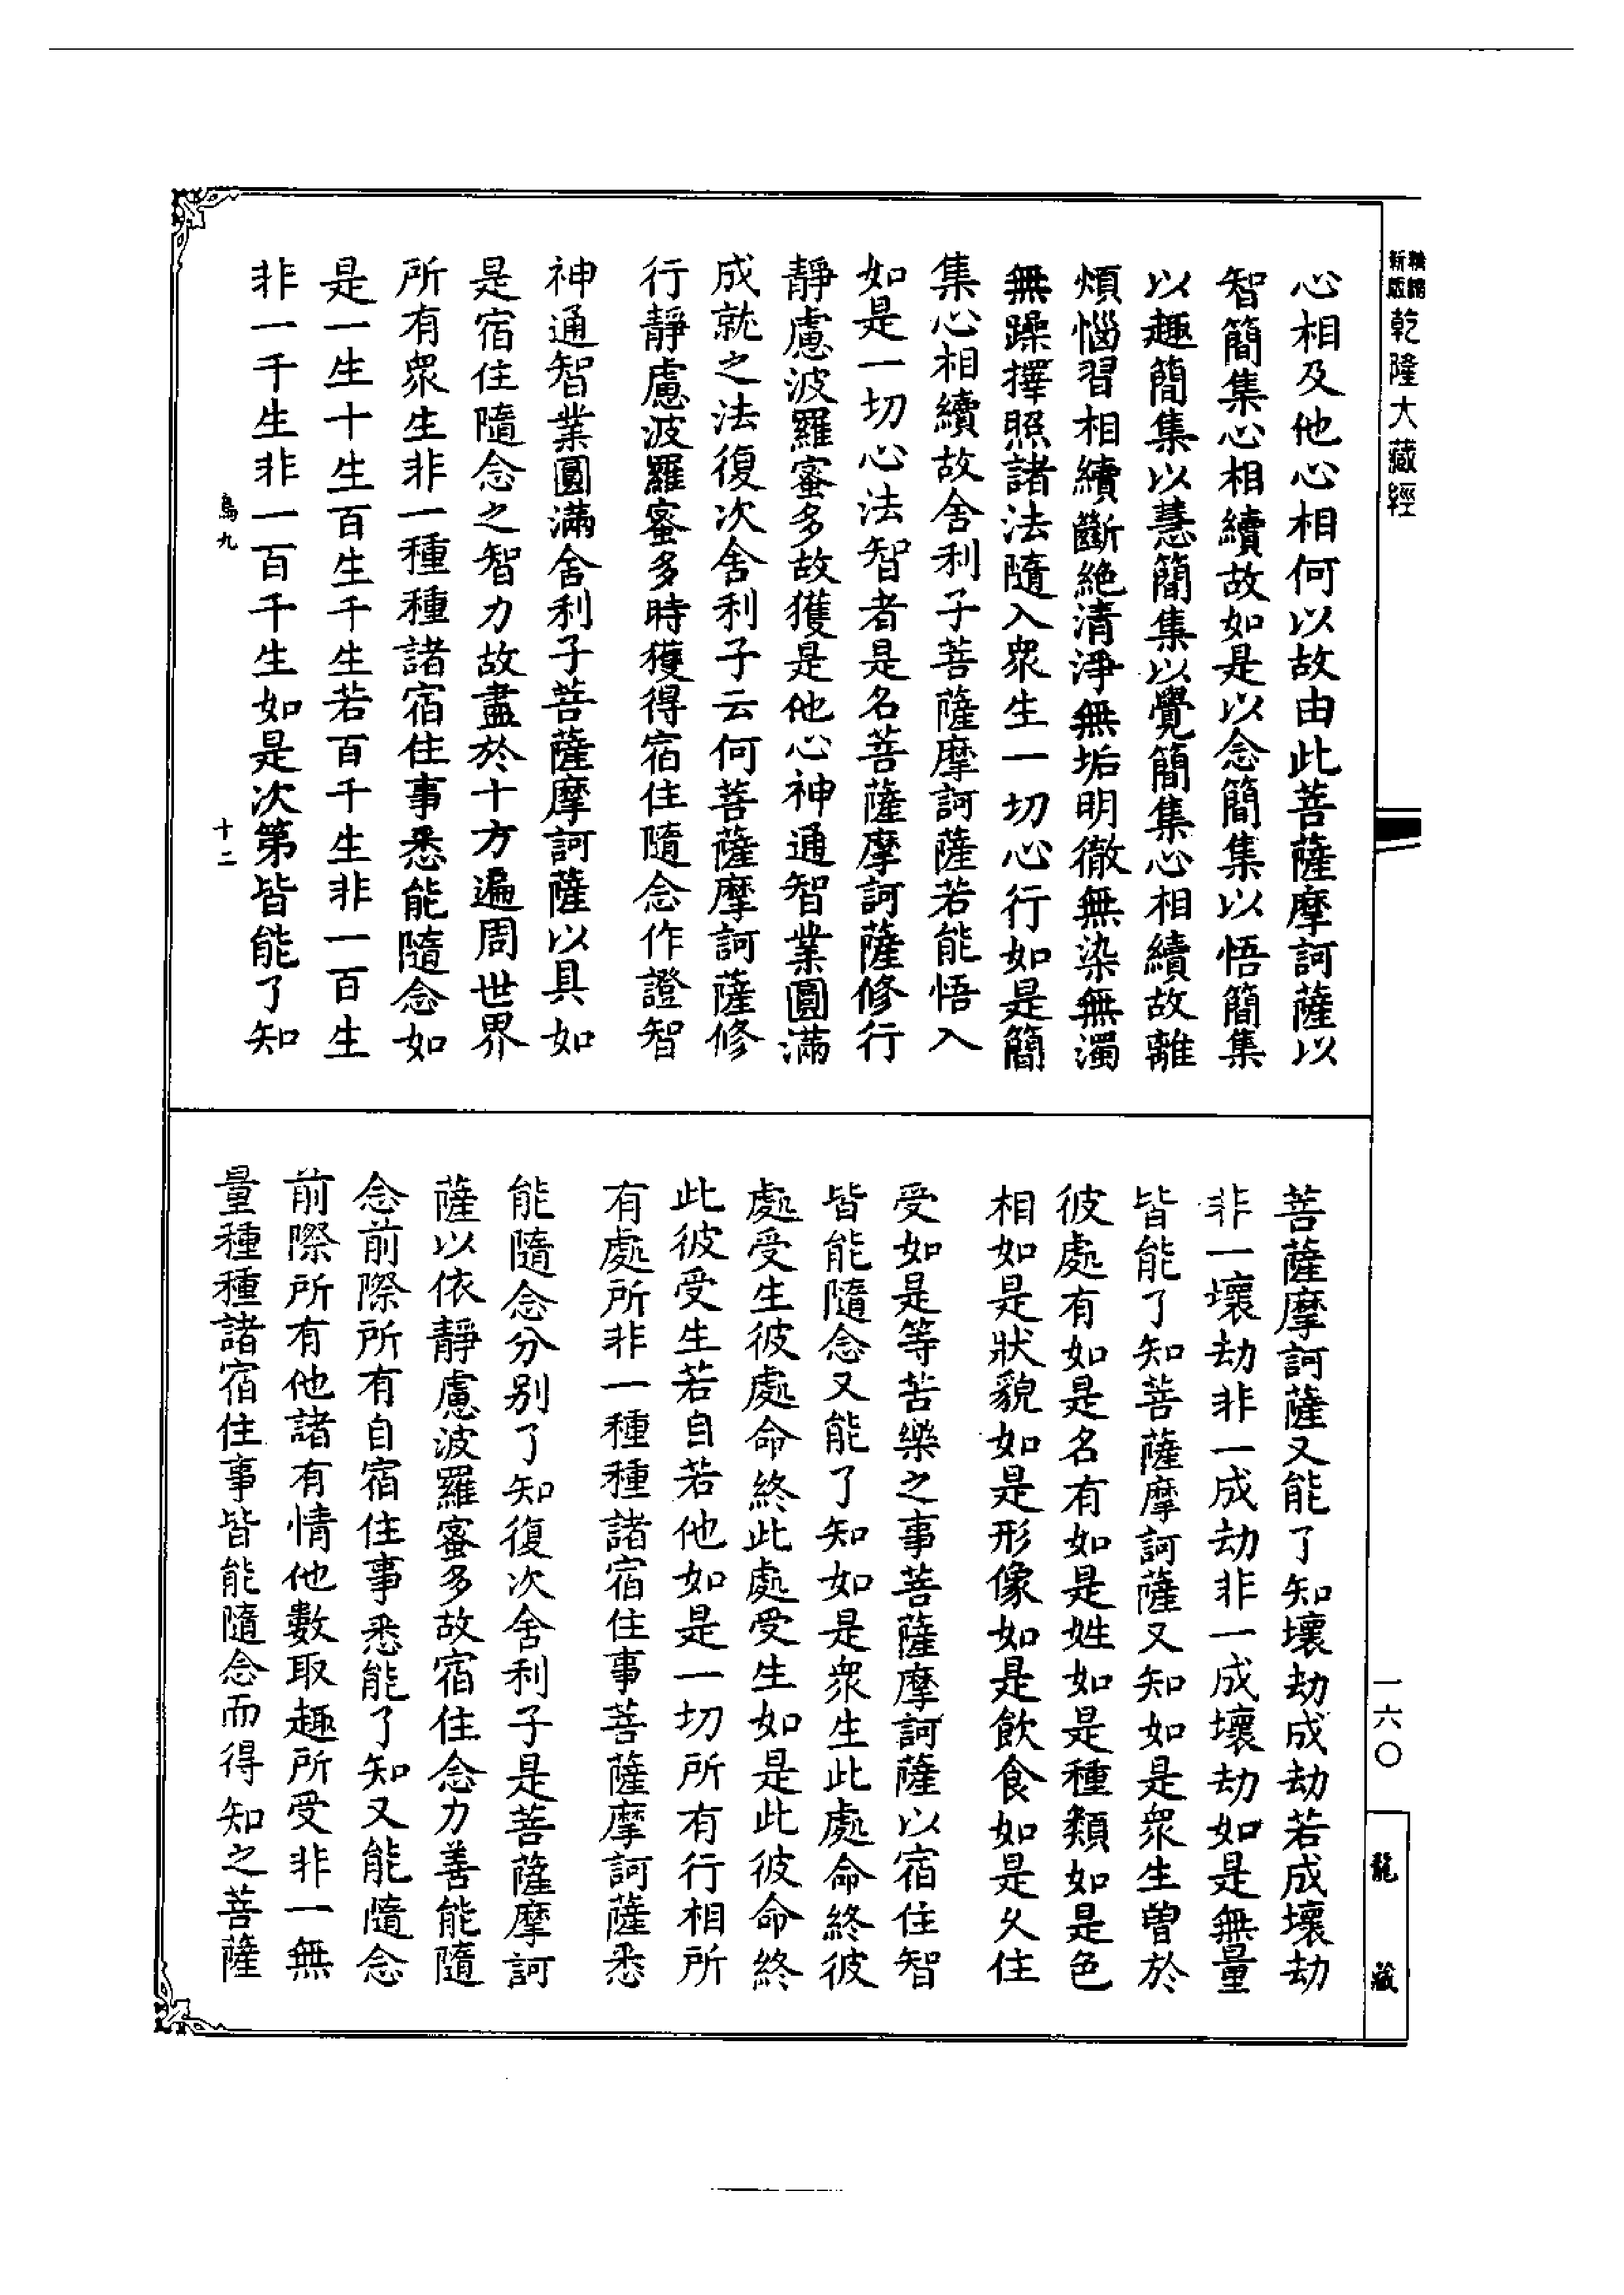 乾隆大藏經
心相及他心相何以故由此菩薩摩訶薩以
智簡集心相續故如是以念簡集以悟簡集
以趣簡集以慧簡集以覺簡集心相續故離
煩惱習相續斷絶清淨無垢明徹無染無濁
無躁擇照諸法隨入眾生一切心行如是簡
集心相續故舍利子菩薩摩訶薩若能悟入
如是一切心法智者是名菩薩摩訶薩修行
靜慮波羅蜜多故獲是他心神通智業圓滿
成就之法復次舍利子云何菩薩摩訶薩修
行靜慮波羅蜜多時獲得宿住隨念作證智
神通智業圓滿舍利子菩薩摩訶薩以具如
是宿住隨念之智力故盡於十方遍周世界
所有眾生非一種種諸宿住事悉能隨念如
是一生十生百生千生若百千生非一百生
非一千生非一百千生如是次第皆能了知
鳥九
十二
菩薩摩訶薩又能了知壞劫成劫若成壞劫
非一壞劫非一成劫非一成壞劫如是無量
皆能了知菩薩摩訶薩又知如是眾生曾於
彼處有如是名有如是姓如是種類如是色
相如是狀貌如是形像如是飲食如是久住
受如是等苦樂之事菩薩摩訶薩以宿住智
皆能隨念又能了知如是眾生此處命終彼
處受生彼處命終此處受生如是此彼命終
此彼受生若自若他如是一切所有行相所
有處所非一種種諸宿住事菩薩摩訶薩悉
能隨念分別了知復次舍利子是菩薩摩訶
薩以依靜慮波羅蜜多故宿住念力善能隨
念前際所有自宿住事悉能了知又能隨念
前際所有他諸有情他數取趣所受非一無
量種種諸宿住事皆能隨念而得知之菩薩
一六〇
龍藏